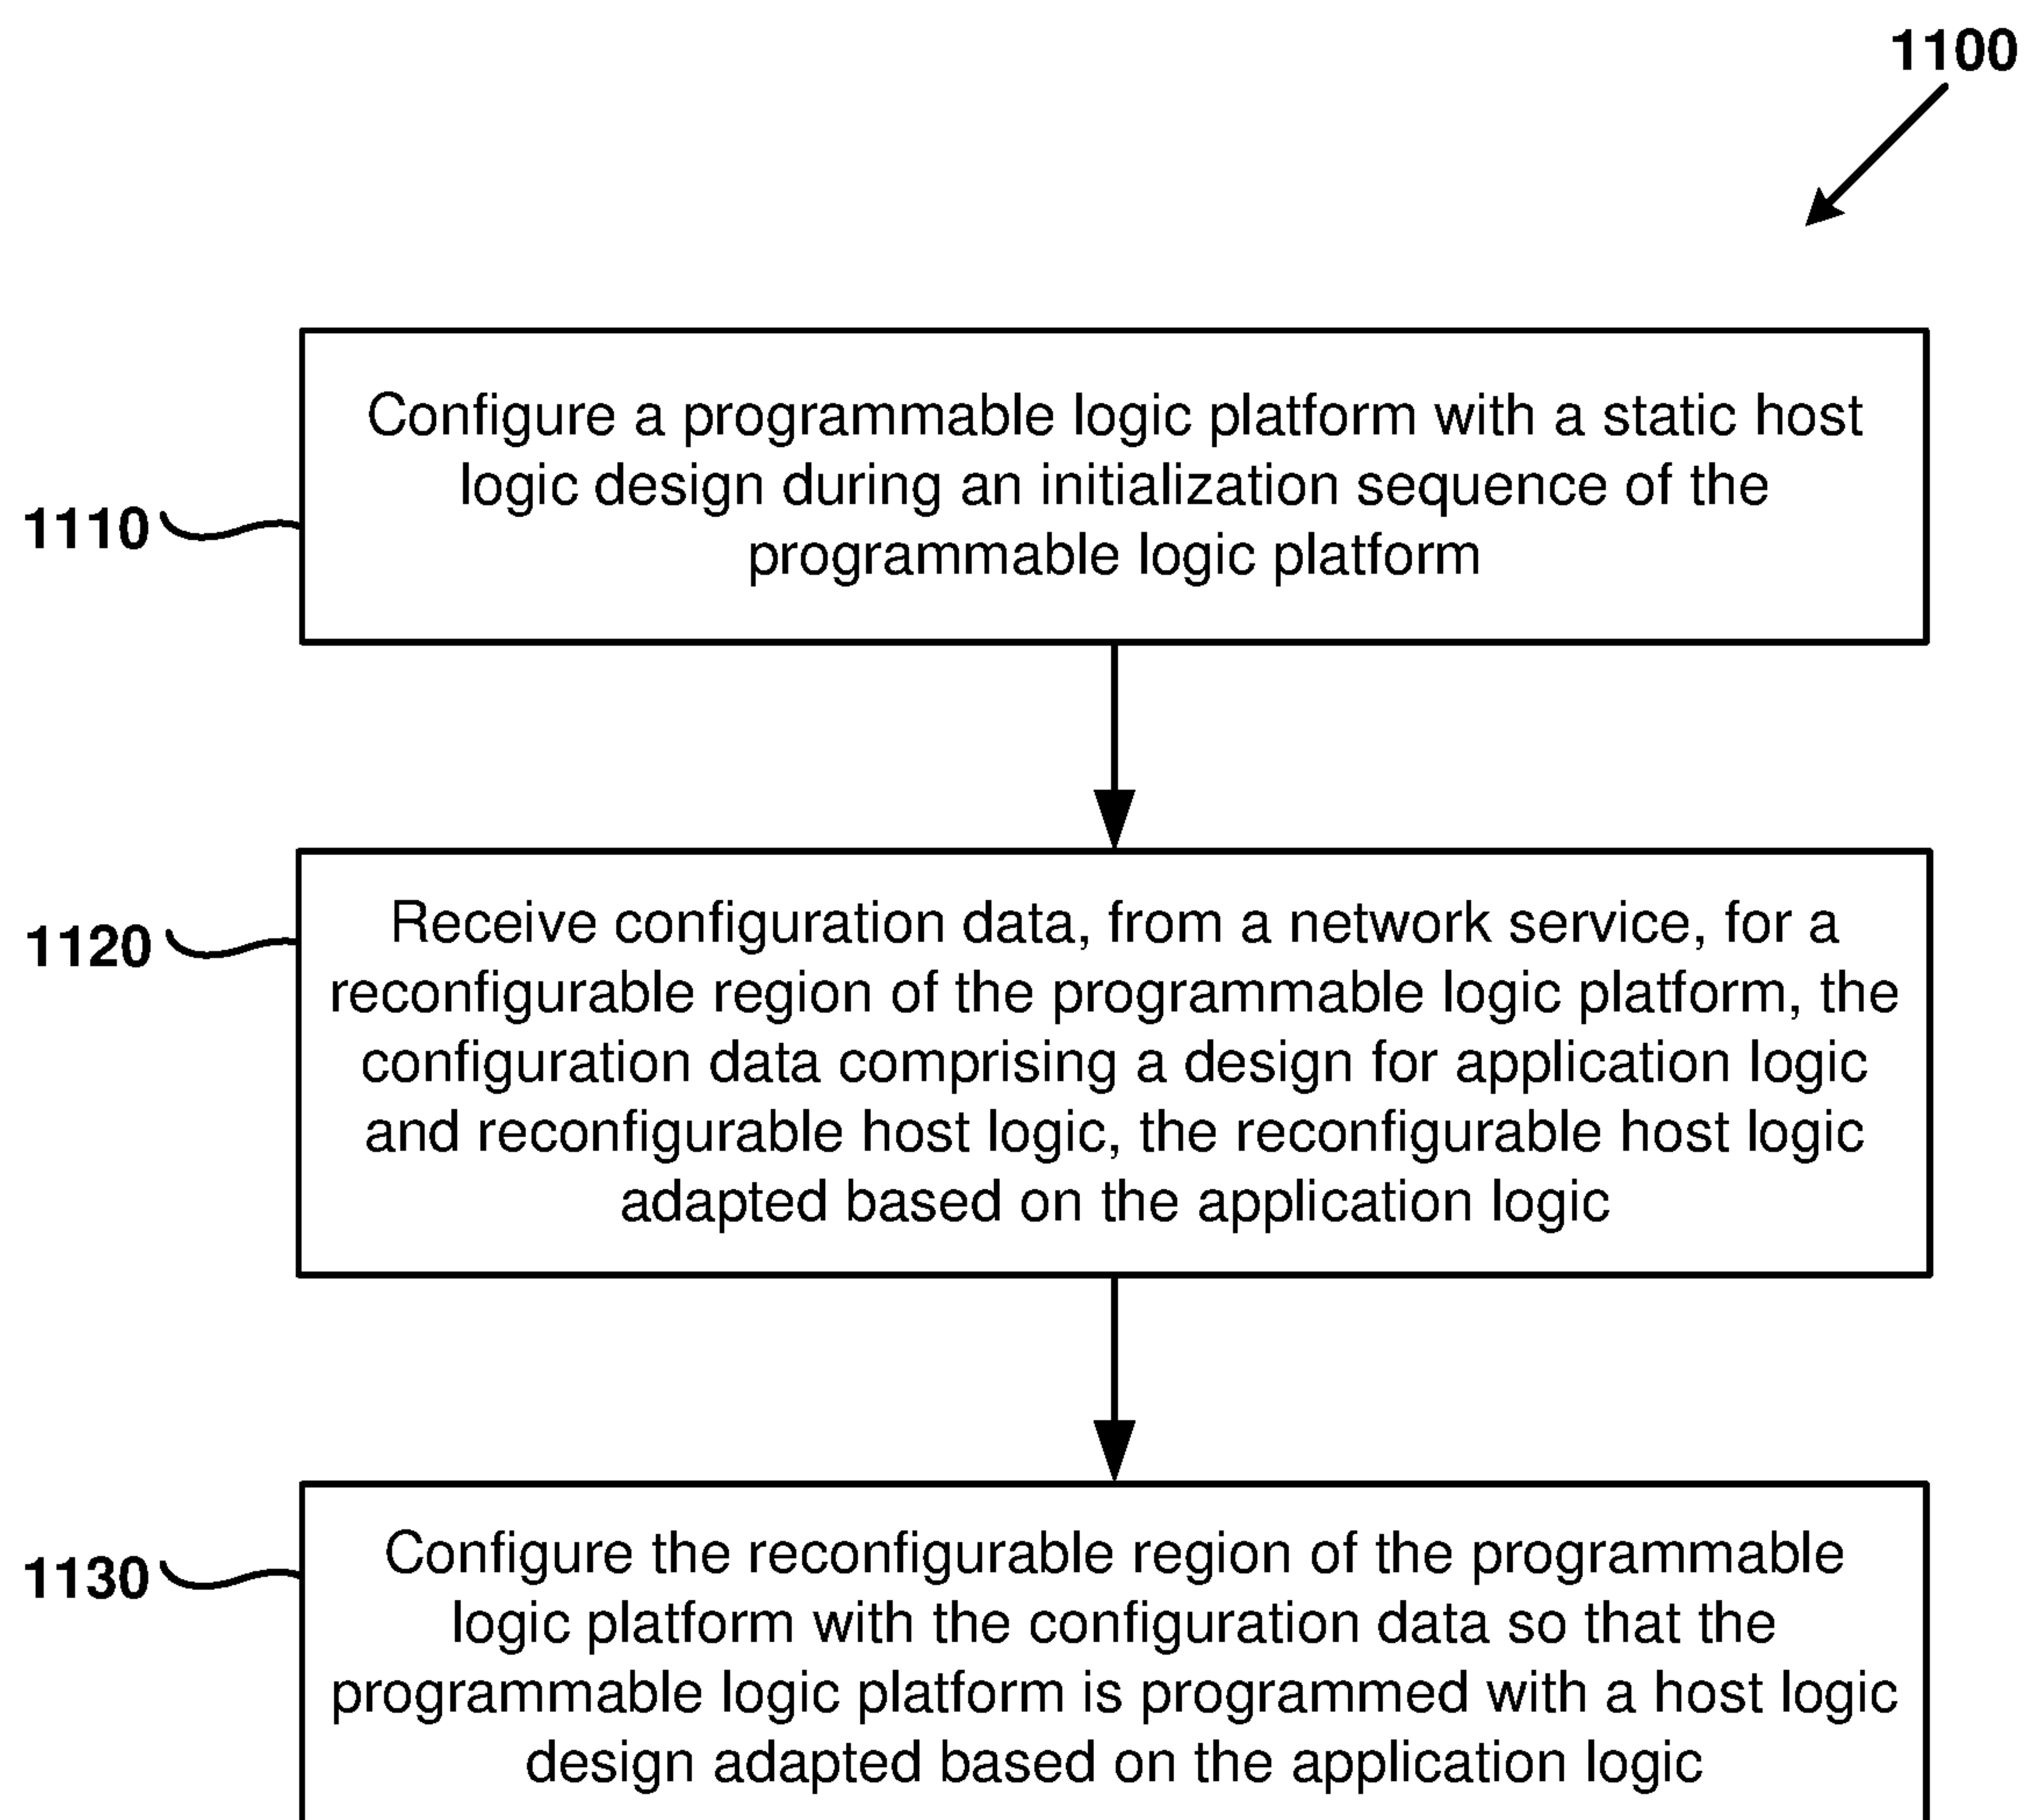 1100
Configure a programmable logic platform with a static host
logic design during an initialization sequence of the
programmable logic platform
1110
Receive configuration data, from a network service, for a
reconfigurable region of the programmable logic platform, the
configuration data comprising a design for application logic
and reconfigurable host logic, the reconfigurable host logic
adapted based on the application logic
1120
Configure the reconfigurable region of the programmable
logic platform with the configuration data so that the
programmable logic platform is programmed with a host logic
design adapted based on the application logic
1130